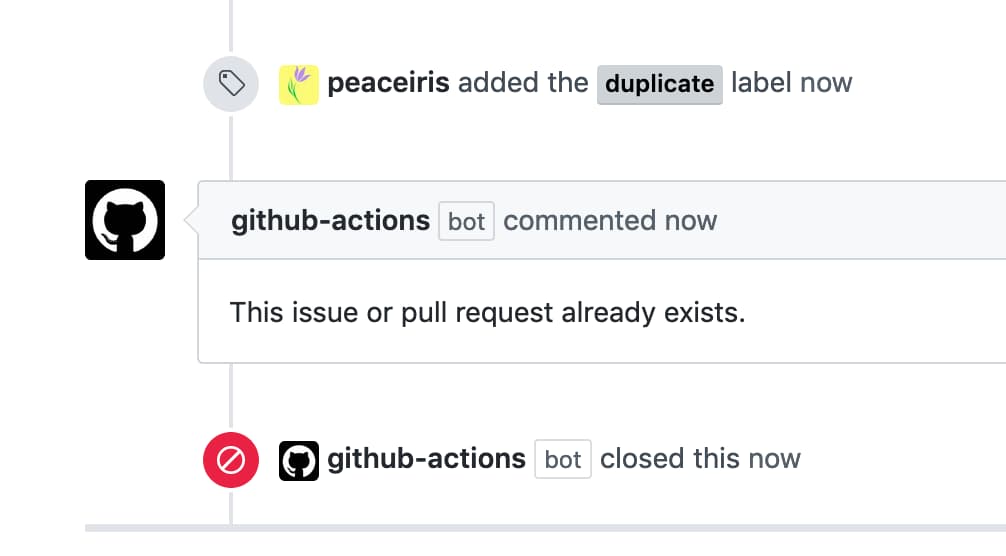 peaceiris added the duplicate label now
github-actions bot commented now
This issue or pull request already exists.
github-actions bot closed this now